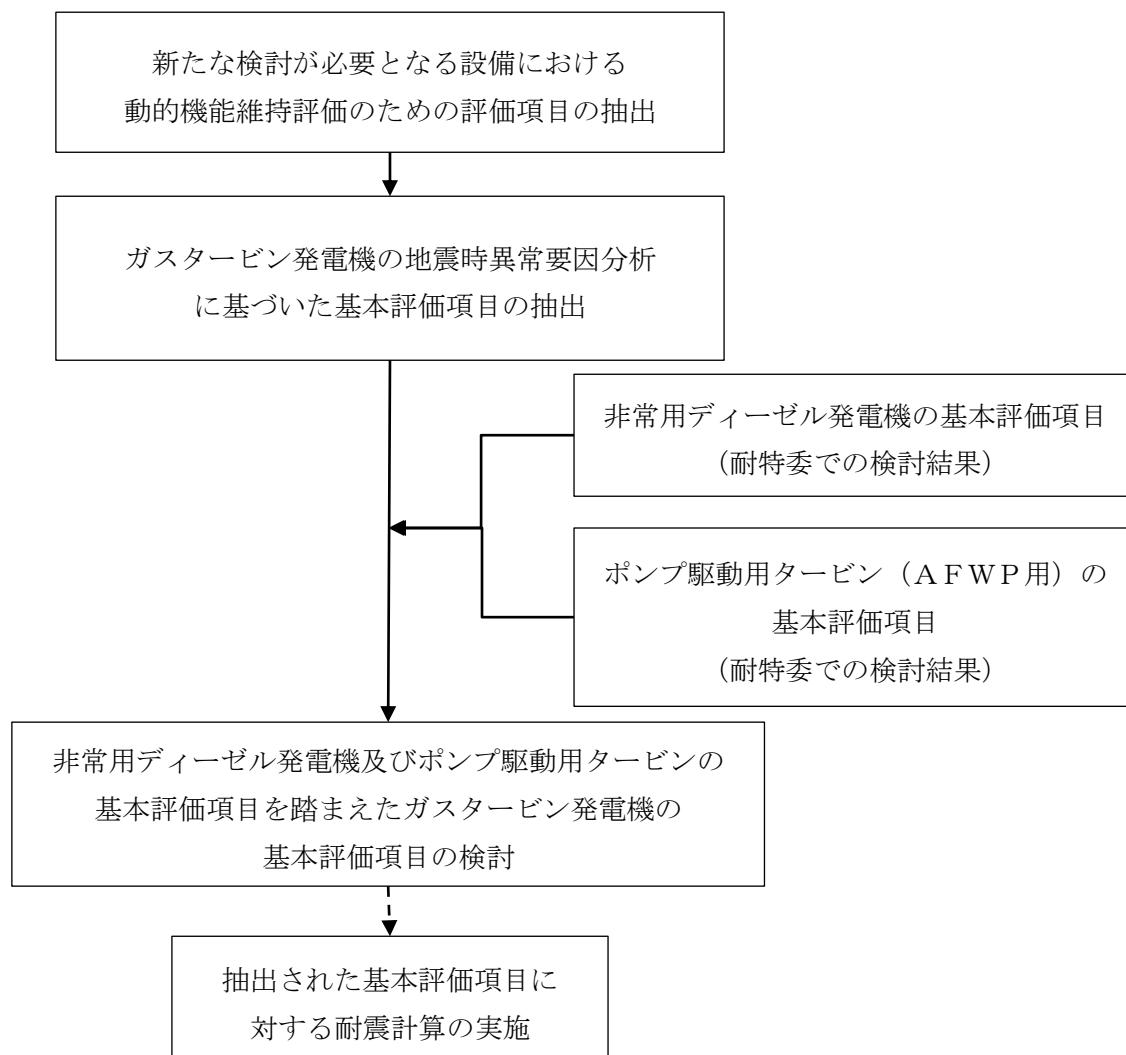 新たな検討が必要となる設備における
動的機能維持評価のための評価項目の抽出
ガスタービン発電機の地震時異常要因分析
に基づいた基本評価項目の抽出
非常用ディーゼル発電機の基本評価項目
（耐特委での検討結果）
ポンプ駆動用タービン（ＡＦＷＰ用）の
基本評価項目
（耐特委での検討結果）
非常用ディーゼル発電機及びポンプ駆動用タービンの
基本評価項目を踏まえたガスタービン発電機の
基本評価項目の検討
抽出された基本評価項目に
対する耐震計算の実施